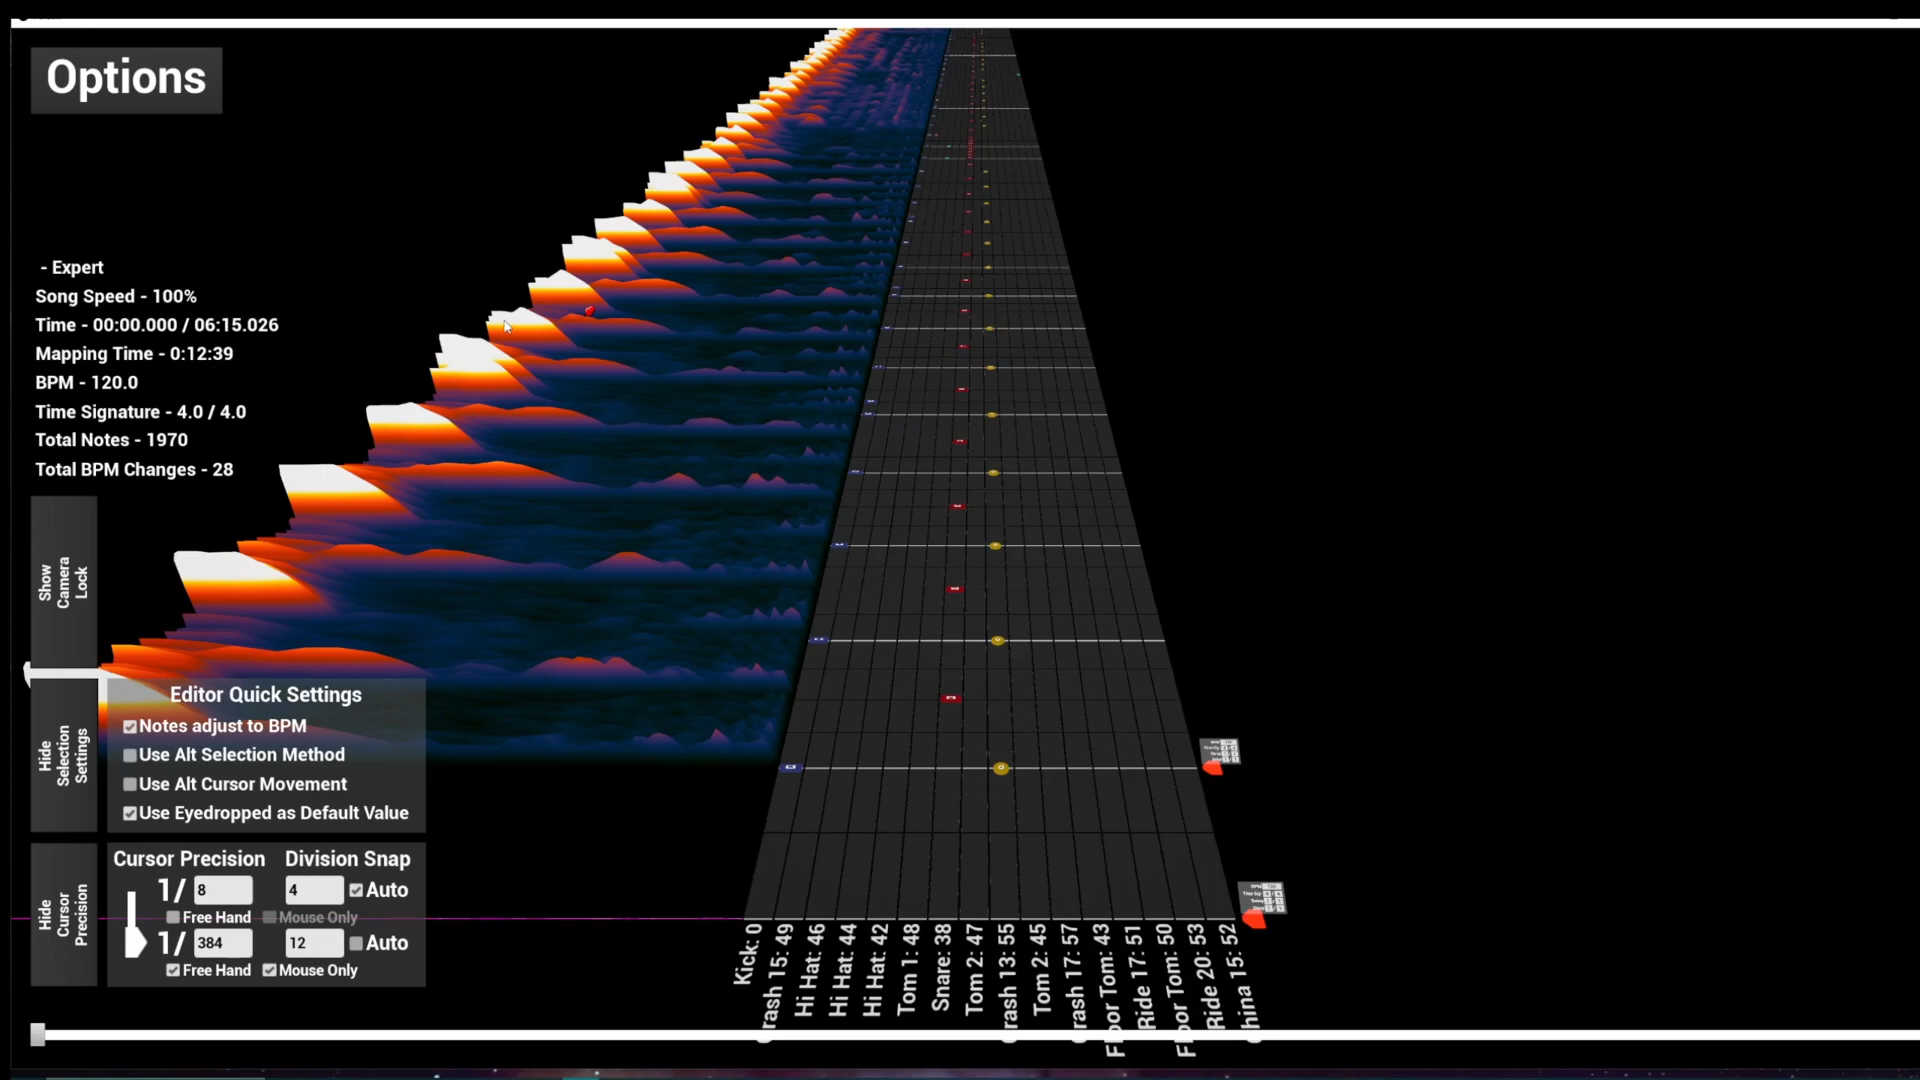 Options
- Expert
Song Speed - 100%
Time - 00:00.000 / 06:15.026
Mapping Time - 0:12:39
BPM - 120.0
Time Signature - 4.0 / 4.0
Total Notes - 1970
Total BPM Changes - 28
Show
Camera
Lock
Hide
Selection
Settings
Editor Quick Settings
Notes adjust to BPM
Use Alt Selection Method
Use Alt Cursor Movement
Use Eyedropped as Default Value
Hide
Cursor
Precision
Cursor Precision Division Snap
1/ 8 4 Auto
Free Hand Mouse Only
1/ 384 12 Auto
Free Hand Mouse Only
Kick: 0
rash 15: 49
Hi Hat: 46
Hi Hat: 44
Hi Hat: 42
Tom 1: 48
Snare: 38
Tom 2: 47
rash 13: 55
Tom 2: 45
rash 17: 57
Floor Tom: 43
Ride 17: 51
Floor Tom: 50
Ride 20: 53
hina 15: 52